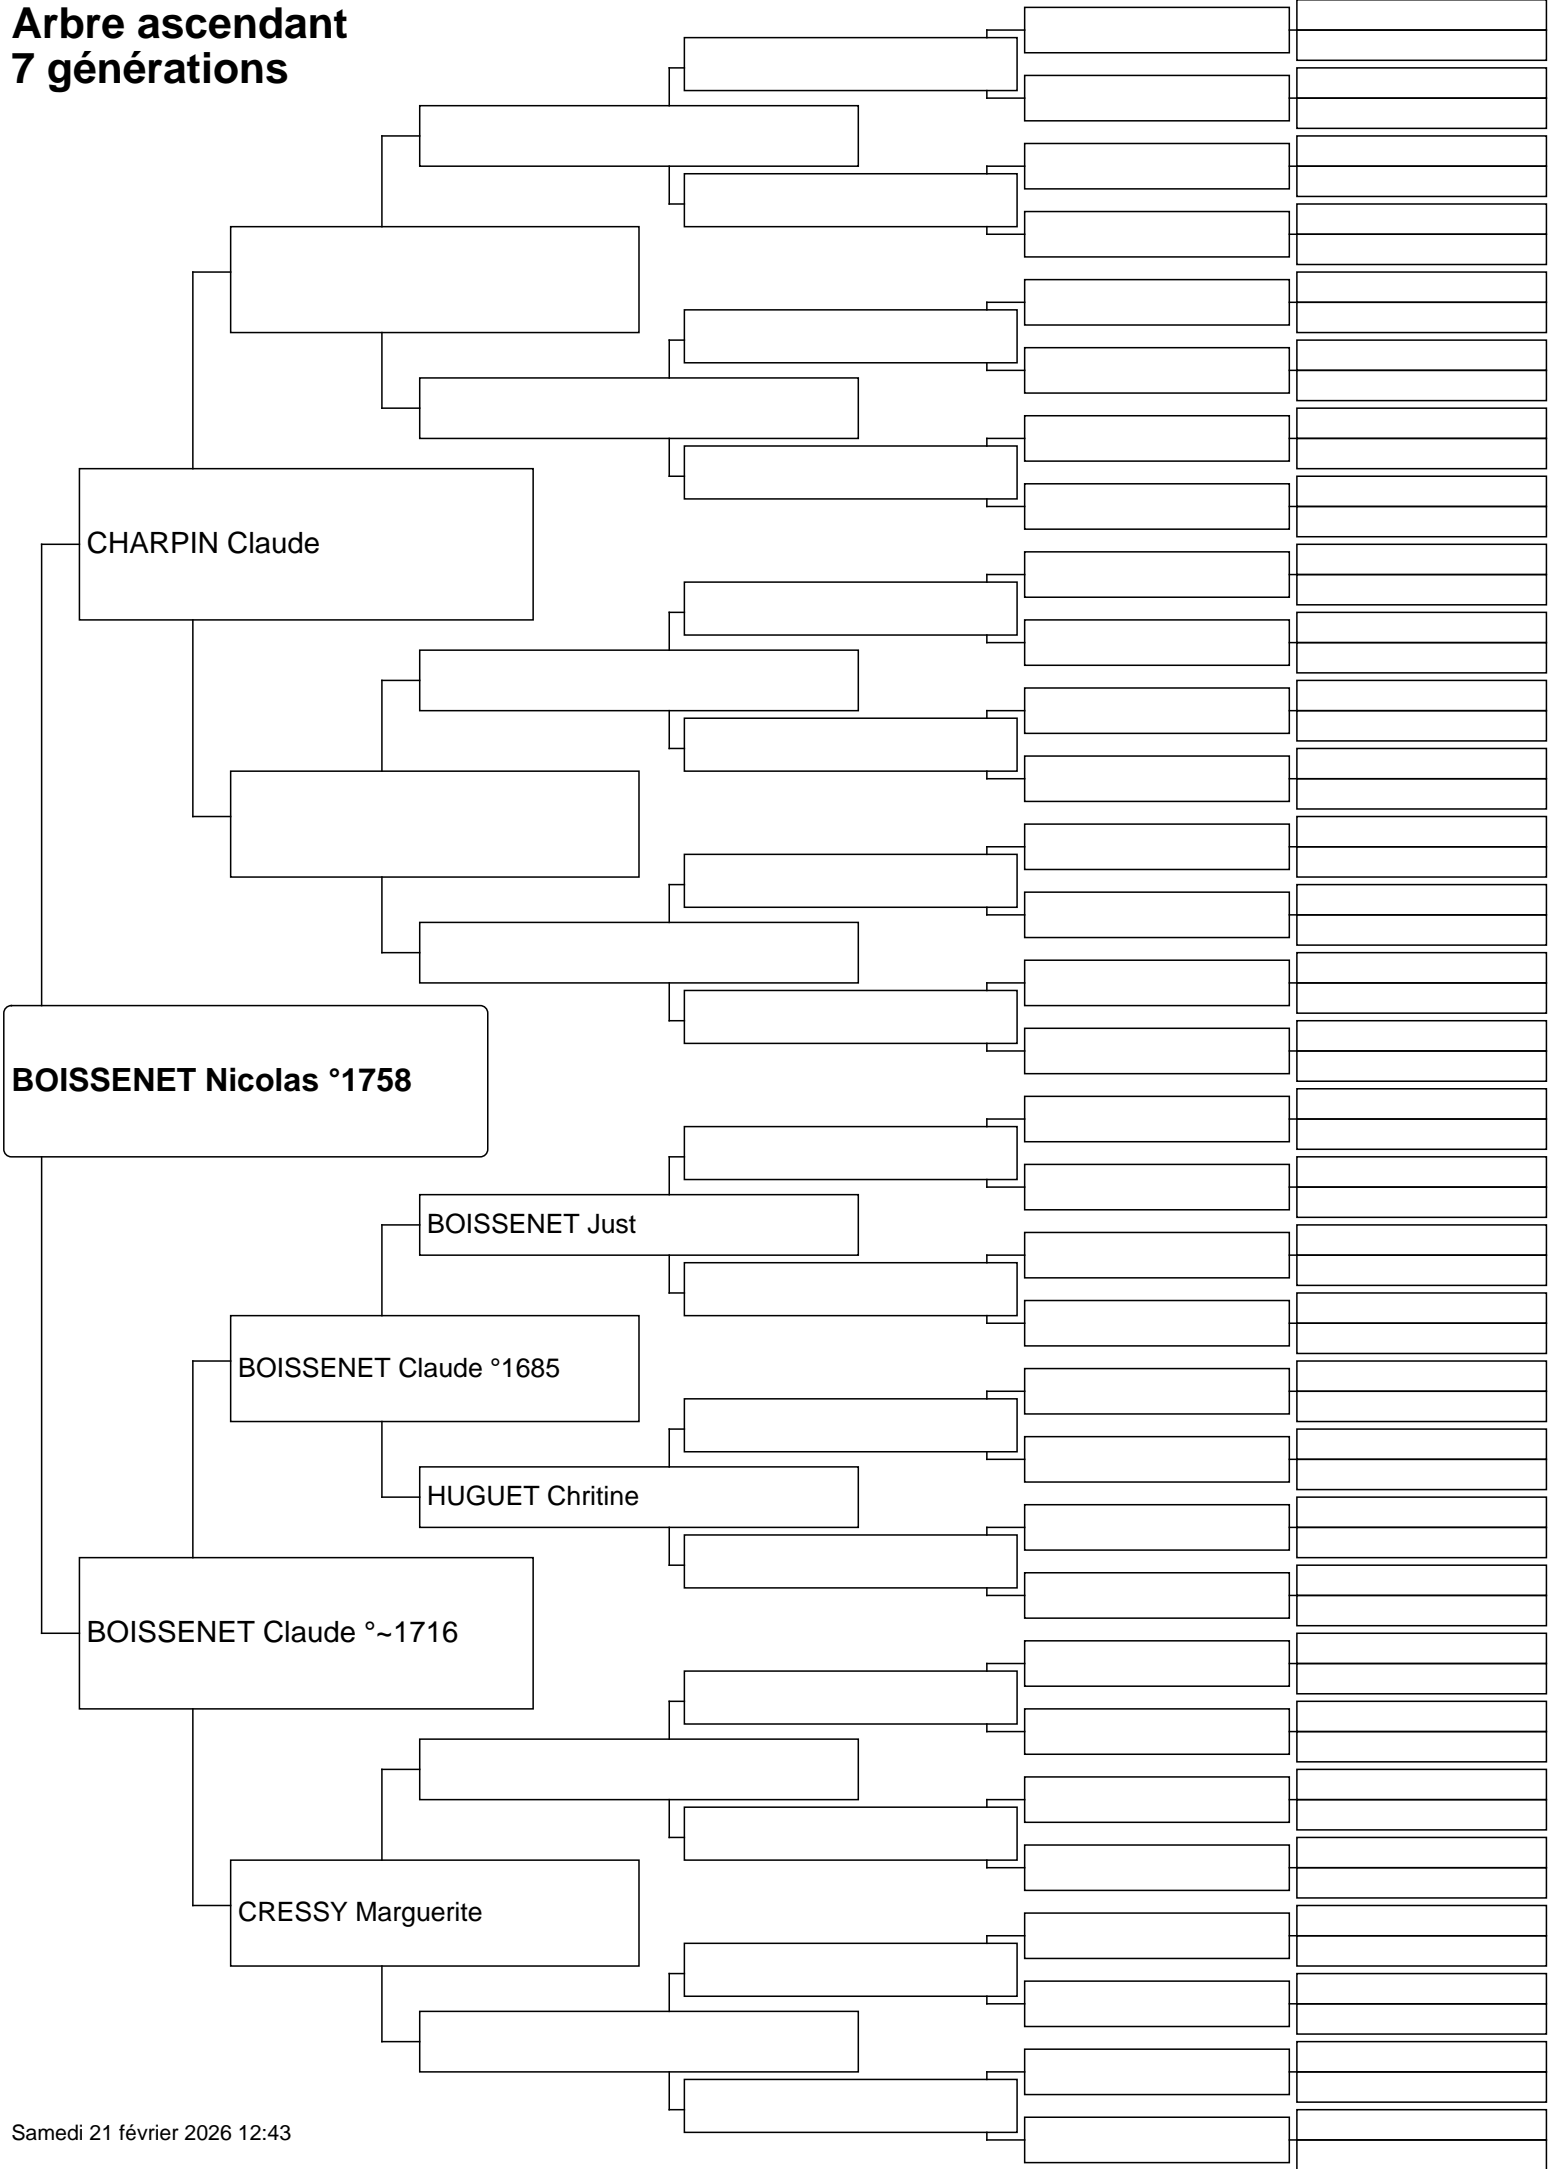 Arbre ascendant
7 générations
CHARPIN Claude
BOISSENET Nicolas °1758
BOISSENET Just
BOISSENET Claude °1685
HUGUET Chritine
BOISSENET Claude °~1716
CRESSY Marguerite
Samedi 21 février 2026 12:43